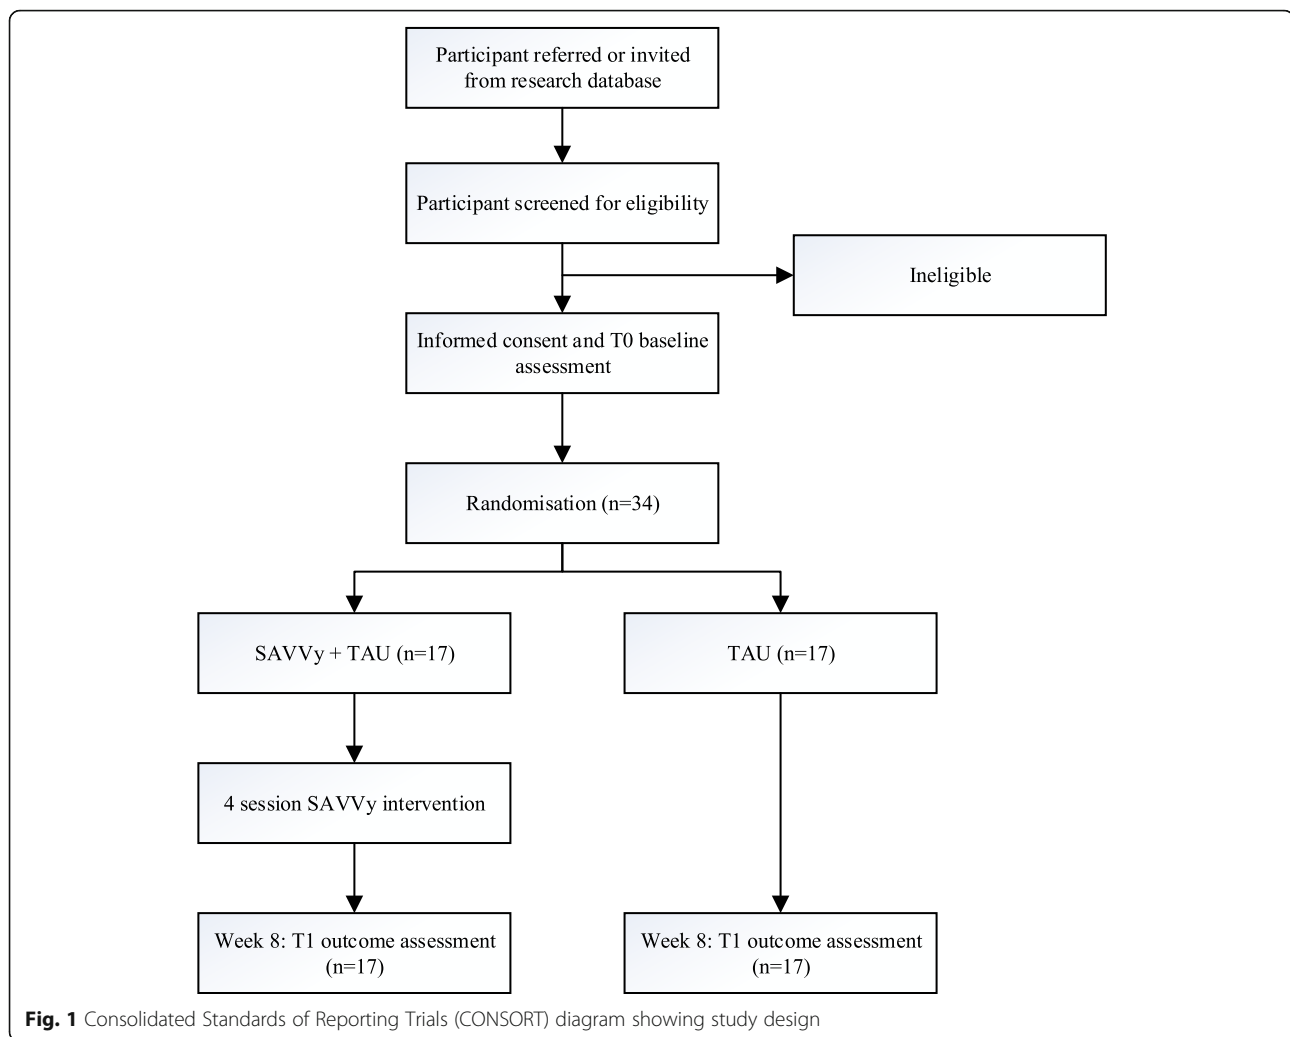 Participant referred or invited
from research database
Participant screened for eligibility
Ineligible
Informed consent and T0 baseline
assessment
Randomisation (n=34)
SAVVy + TAU (n=17)
TAU (n=17)
4 session SAVVy intervention
Week 8: T1 outcome assessment
(n=17)
Week 8: T1 outcome assessment
(n=17)
Fig. 1 Consolidated Standards of Reporting Trials (CONSORT) diagram showing study design